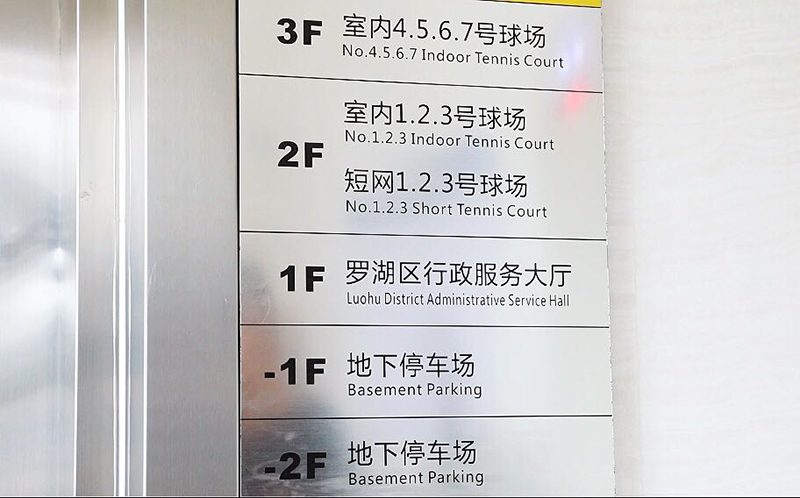 3F
室内4.5.6.7号球场
No.4.5.6.7 Indoor Tennis Court
2F
室内1.2.3号球场
No.1.2.3 Indoor Tennis Court
短网1.2.3号球场
No.1.2.3 Short Tennis Court
1F
罗湖区行政服务大厅
Luohu District Administrative Service Hall
-1F
地下停车场
Basement Parking
-2F
地下停车场
Basement Parking